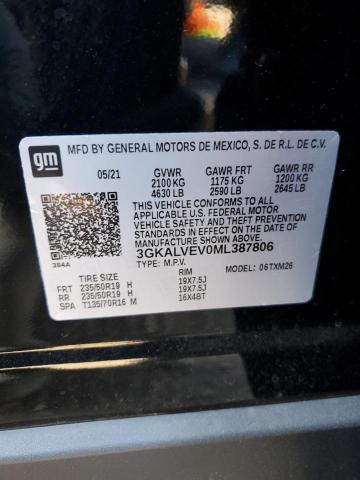 gm
MFD BY GENERAL MOTORS DE MEXICO, S. DE R.L. DE C.V.
05/21 GVWR GAWR FRT GAWR RR
2100 KG 1175 KG 1200 KG
4630 LB 2590 LB 2645 LB
THIS VEHICLE CONFORMS TO ALL
APPLICABLE U.S. FEDERAL MOTOR
VEHICLE SAFETY AND THEFT
PREVENTION STANDARDS IN EFFECT
ON THE DATE OF MANUFACTURE
SHOWN ABOVE.
384A
3GKALVEV0ML387806
TYPE: M.P.V. MODEL: 06TXM26
TIRE SIZE RIM
FRT 235/50R19 H 19X7.5J
RR 235/50R19 H 19X7.5J
SPA T135/70R16 M 16X4BT